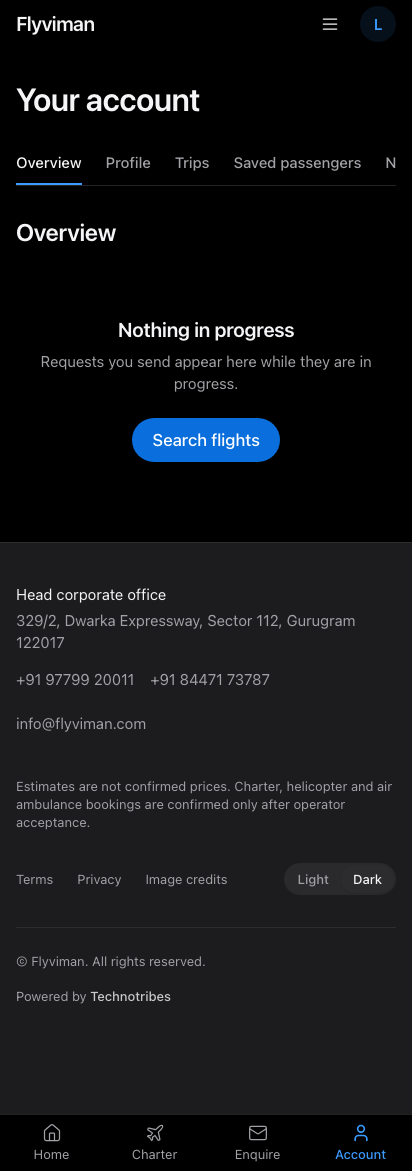 Flyviman
L
Your account
Overview Profile Trips Saved passengers N
Overview
Nothing in progress
Requests you send appear here while they are in
progress.
Search flights
Head corporate office
329/2, Dwarka Expressway, Sector 112, Gurugram
122017
+91 97799 20011 +91 84471 73787
info@flyviman.com
Estimates are not confirmed prices. Charter, helicopter and air
ambulance bookings are confirmed only after operator
acceptance.
Terms Privacy Image credits Light Dark
© Flyviman. All rights reserved.
Powered by Technotribes
Home Charter Enquire Account